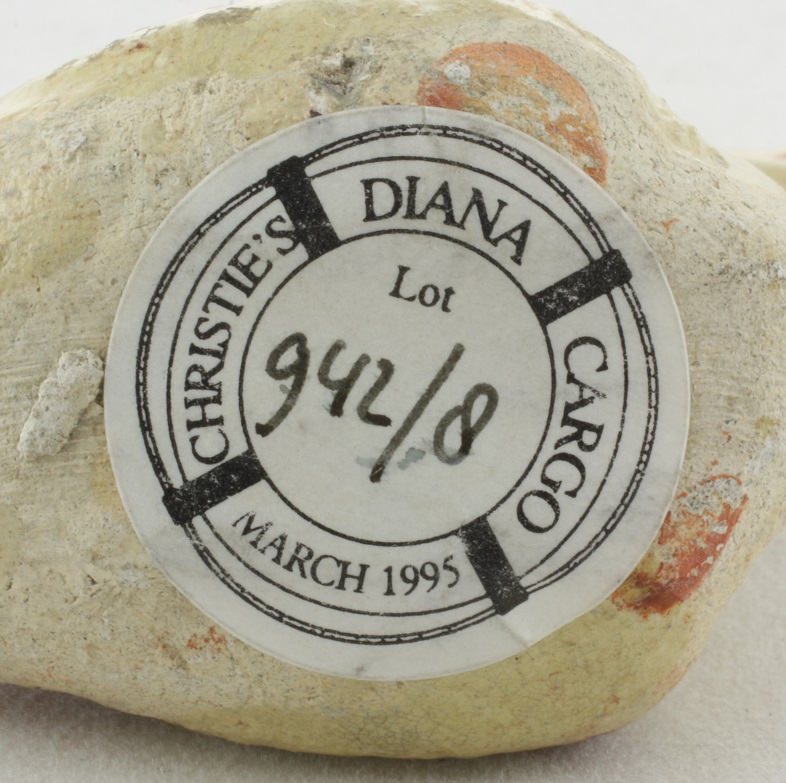 CHRISTIE'S
DIANA
CARGO
MARCH 1995
Lot
942/8